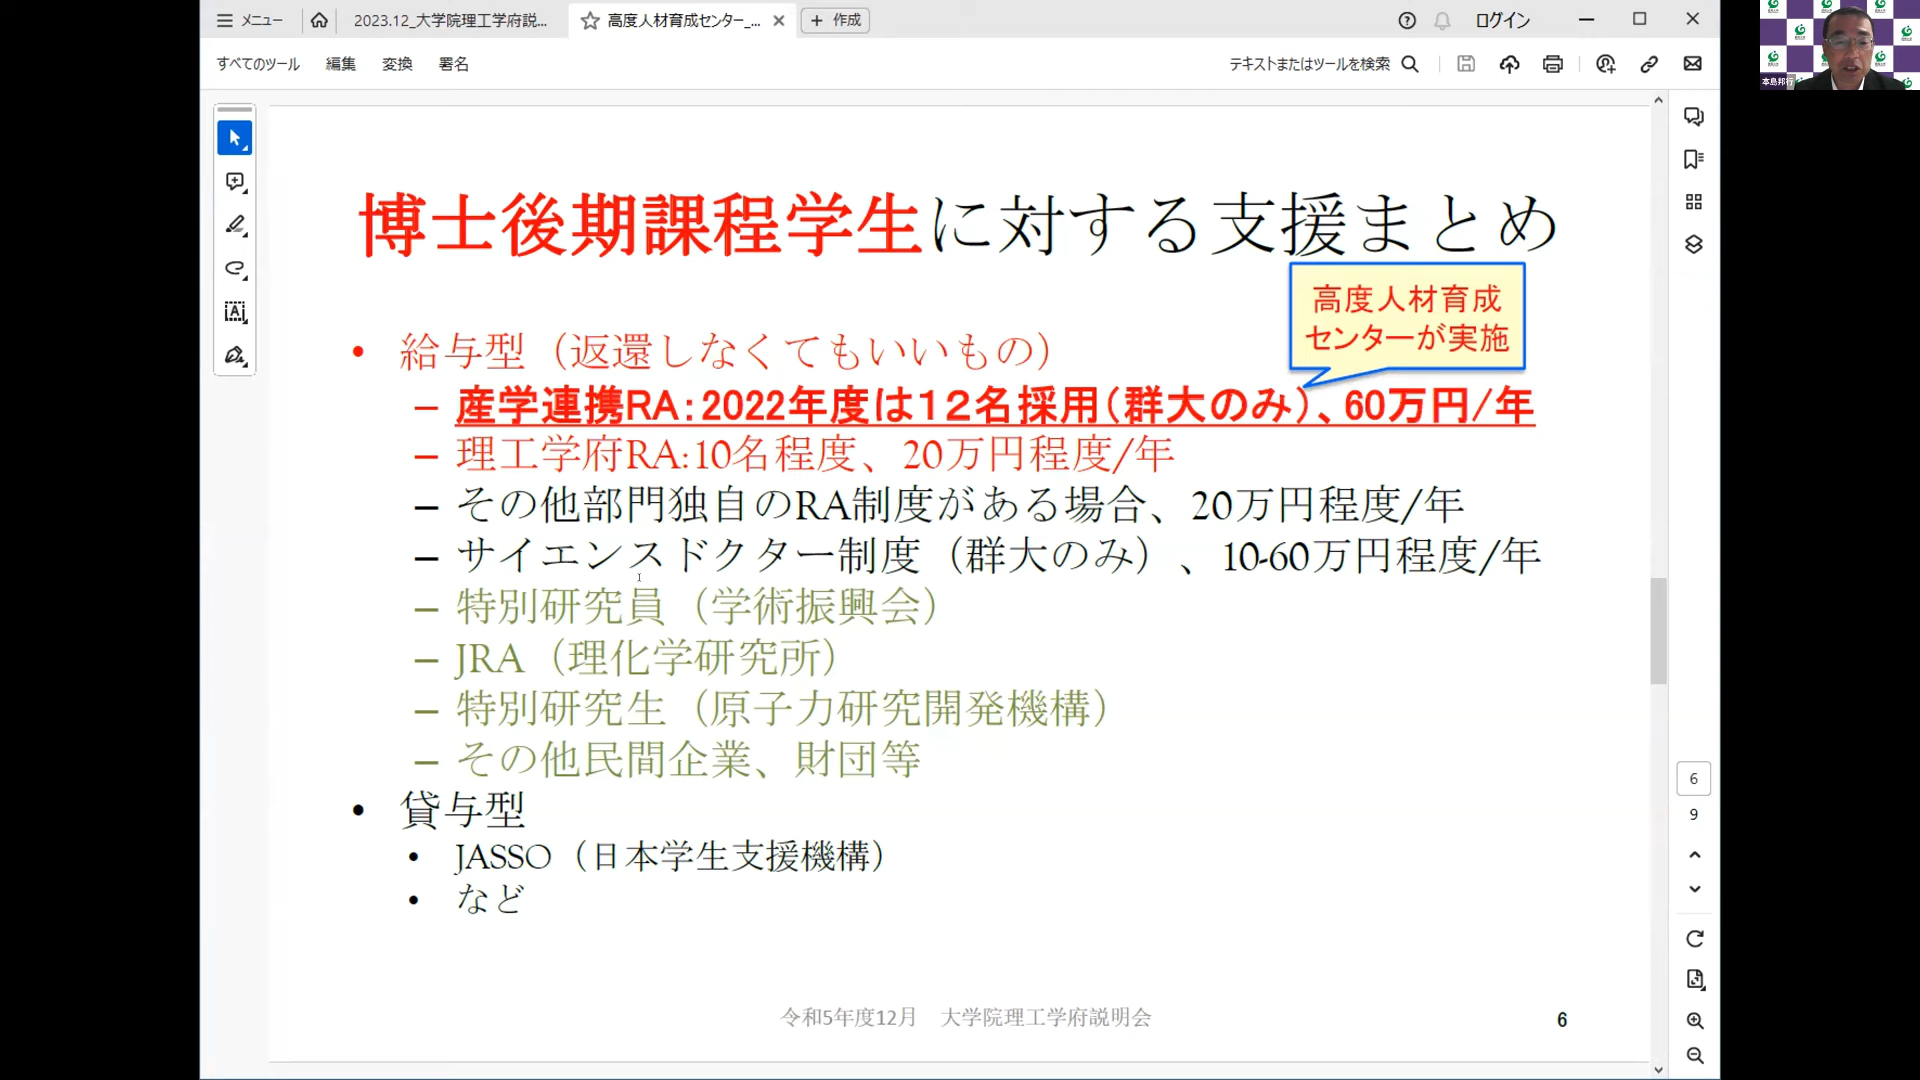 メニュー
2023.12_大学院理工学府説...
高度人材育成センター_...
作成
ログイン
すべてのツール 編集 変換 署名
テキストまたはツールを検索
本島邦行
博士後期課程学生に対する支援まとめ
高度人材育成
センターが実施
• 給与型（返還しなくてもいいもの）
– 産学連携RA：2022年度は１２名採用（群大のみ）、60万円/年
– 理工学府RA:10名程度、20万円程度/年
– その他部門独自のRA制度がある場合、20万円程度/年
– サイエンスドクター制度（群大のみ）、10-60万円程度/年
– 特別研究員（学術振興会）
– JRA（理化学研究所）
– 特別研究生（原子力研究開発機構）
– その他民間企業、財団等
• 貸与型
• JASSO（日本学生支援機構）
• など
令和5年度12月 大学院理工学府説明会
6
6
9